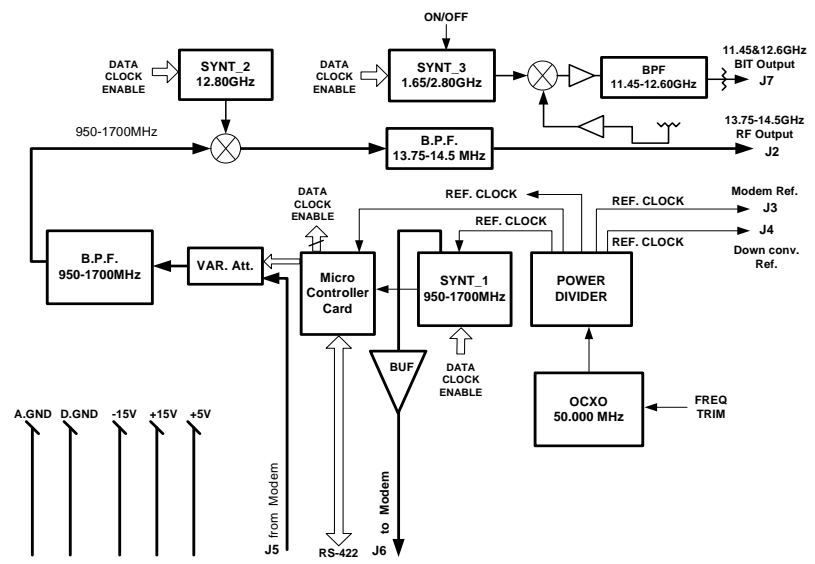 ON/OFF
DATA
CLOCK
ENABLE
SYNT_2
12.80GHz
DATA
CLOCK
ENABLE
SYNT_3
1.65/2.80GHz
BPF
11.45-12.60GHz
11.45&12.6GHz
BIT Output
J7
950-1700MHz
B.P.F.
13.75-14.5 MHz
13.75-14.5GHz
RF Output
J2
DATA
CLOCK
ENABLE
REF. CLOCK
REF. CLOCK
REF. CLOCK
REF. CLOCK
Modem Ref.
J3
J4
Down conv.
Ref.
B.P.F.
950-1700MHz
VAR. Att.
Micro
Controller
Card
SYNT_1
950-1700MHz
POWER
DIVIDER
BUF
DATA
CLOCK
ENABLE
OCXO
50.000 MHz
FREQ
TRIM
A.GND
D.GND
-15V
+15V
+5V
from Modem
J5
RS-422
to Modem
J6